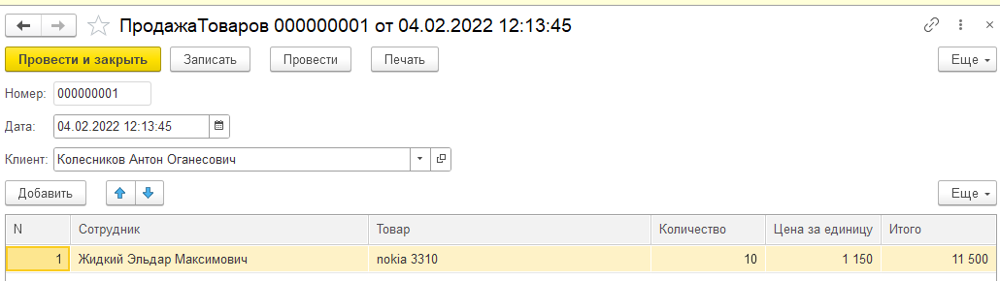 ПродажаТоваров 000000001 от 04.02.2022 12:13:45
Провести и закрыть Записать Провести Печать Еще
Номер: 000000001
Дата: 04.02.2022 12:13:45
Клиент: Колесников Антон Оганесович
Добавить Еще
N Сотрудник Товар Количество Цена за единицу Итого
1 Жидкий Эльдар Максимович nokia 3310 10 1 150 11 500